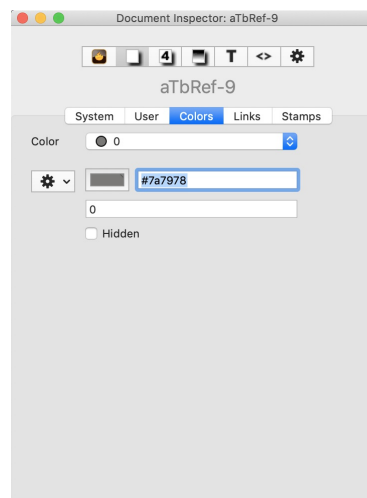 Document Inspector: aTbRef-9
4 T <>
aTbRef-9
System User Colors Links Stamps
Color 0
#7a7978
0
Hidden